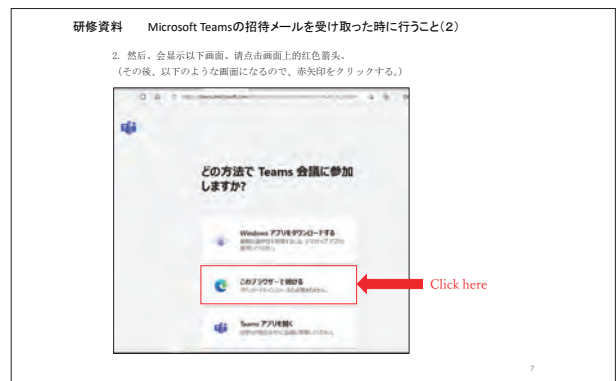 研修資料　Microsoft Teamsの招待メールを受け取った時に行うこと(2)
2. 然后、会显示以下画面、请点击画面上的红色箭头。
(その後、以下のような画面になるので、赤矢印をクリックする。)
どの方法で Teams 会議に参加
しますか?
Windows アプリをダウンロードする
このブラウザーで続ける
Click here
Teams アプリを開く
7